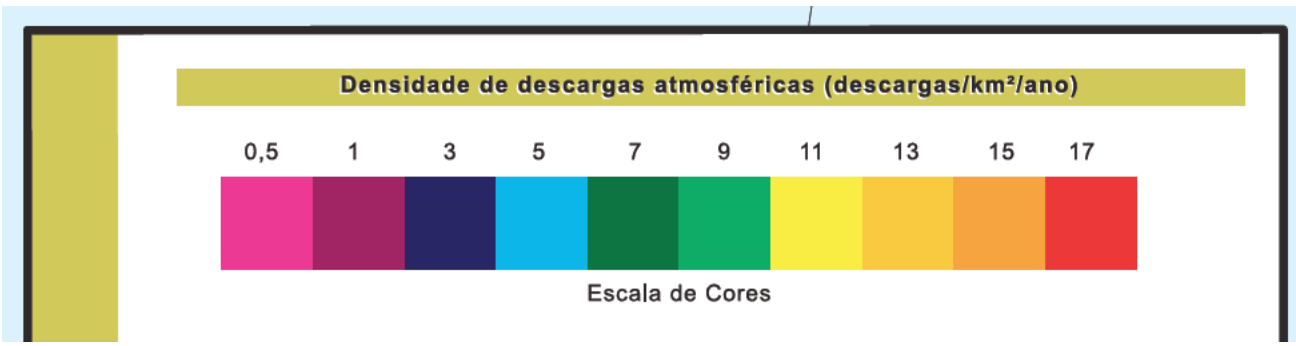 Densidade de descargas atmosféricas (descargas/km²/ano)
0,5 1 3 5 7 9 11 13 15 17
Escala de Cores